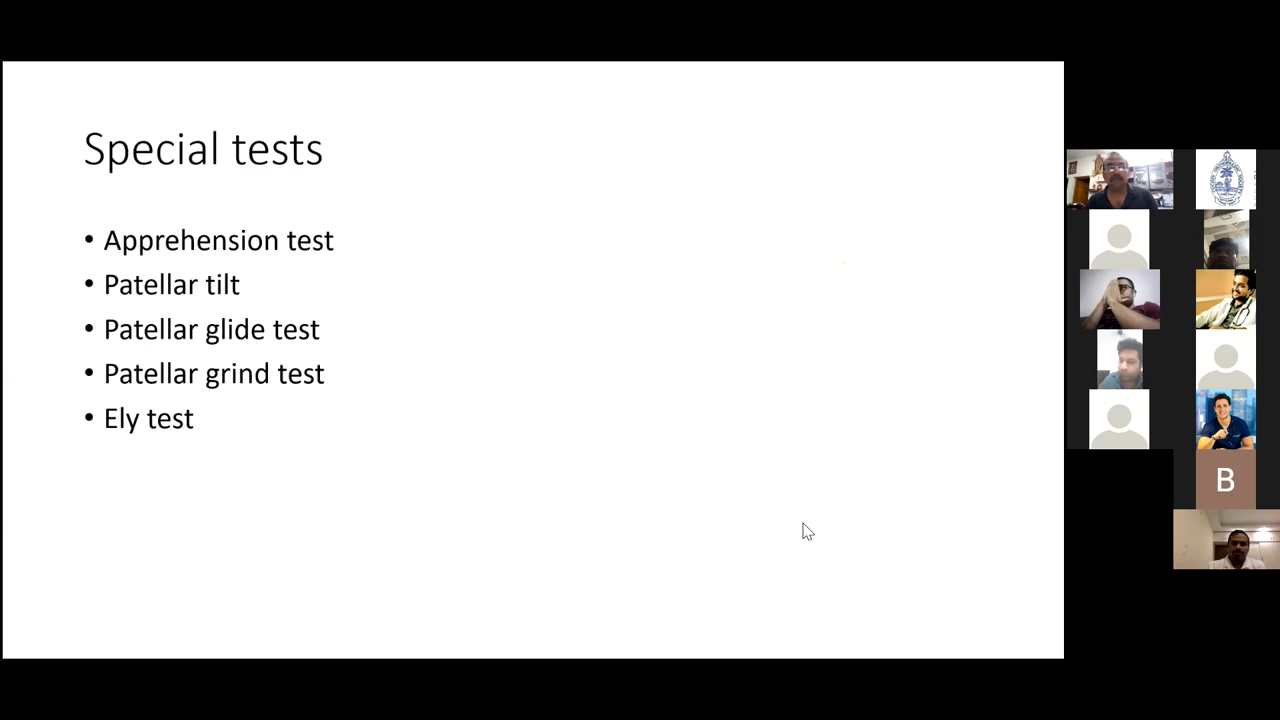 Special tests
• Apprehension test
• Patellar tilt
• Patellar glide test
• Patellar grind test
• Ely test
B